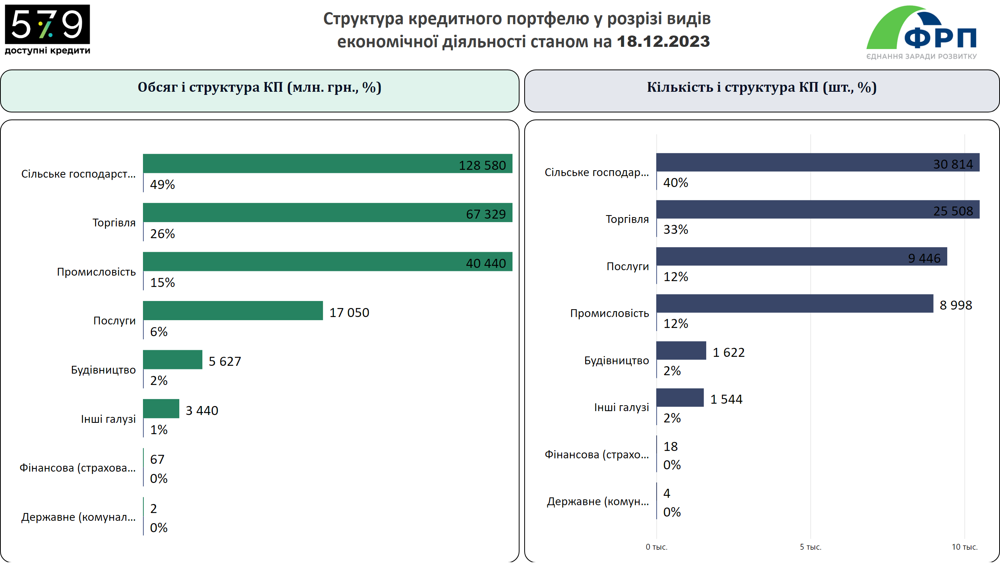 5%9
доступні кредити
Структура кредитного портфелю у розрізі видів
економічної діяльності станом на 18.12.2023
ФРП
ЄДНАННЯ ЗАРАДИ РОЗВИТКУ
Обсяг і структура КП (млн. грн., %)
Сільське господарст...
128 580
49%
Торгівля
67 329
26%
Промисловість
40 440
15%
Послуги
17 050
6%
Будівництво
5 627
2%
Інші галузі
3 440
1%
Фінансова (страхова...
67
0%
Державне (комунал...
2
0%
Кількість і структура КП (шт., %)
Сільське господар...
30 814
40%
Торгівля
25 508
33%
Послуги
9 446
12%
Промисловість
8 998
12%
Будівництво
1 622
2%
Інші галузі
1 544
2%
Фінансова (страхо...
18
0%
Державне (комун...
4
0%
0 тыс.
5 тыс.
10 тыс.